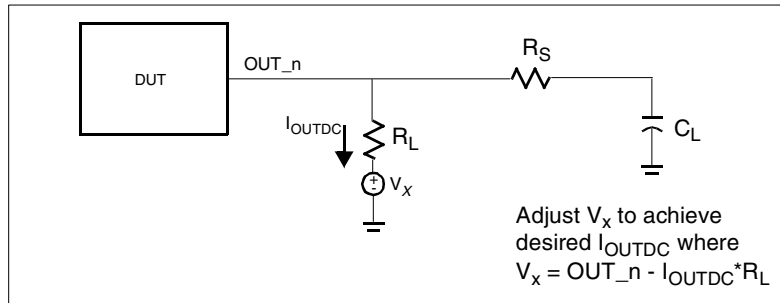 DUT
OUT_n
R_S
I_OUTDC
R_L
C_L
+
-
V_X
Adjust V_x to achieve
desired I_OUTDC where
V_x = OUT_n - I_OUTDC*R_L